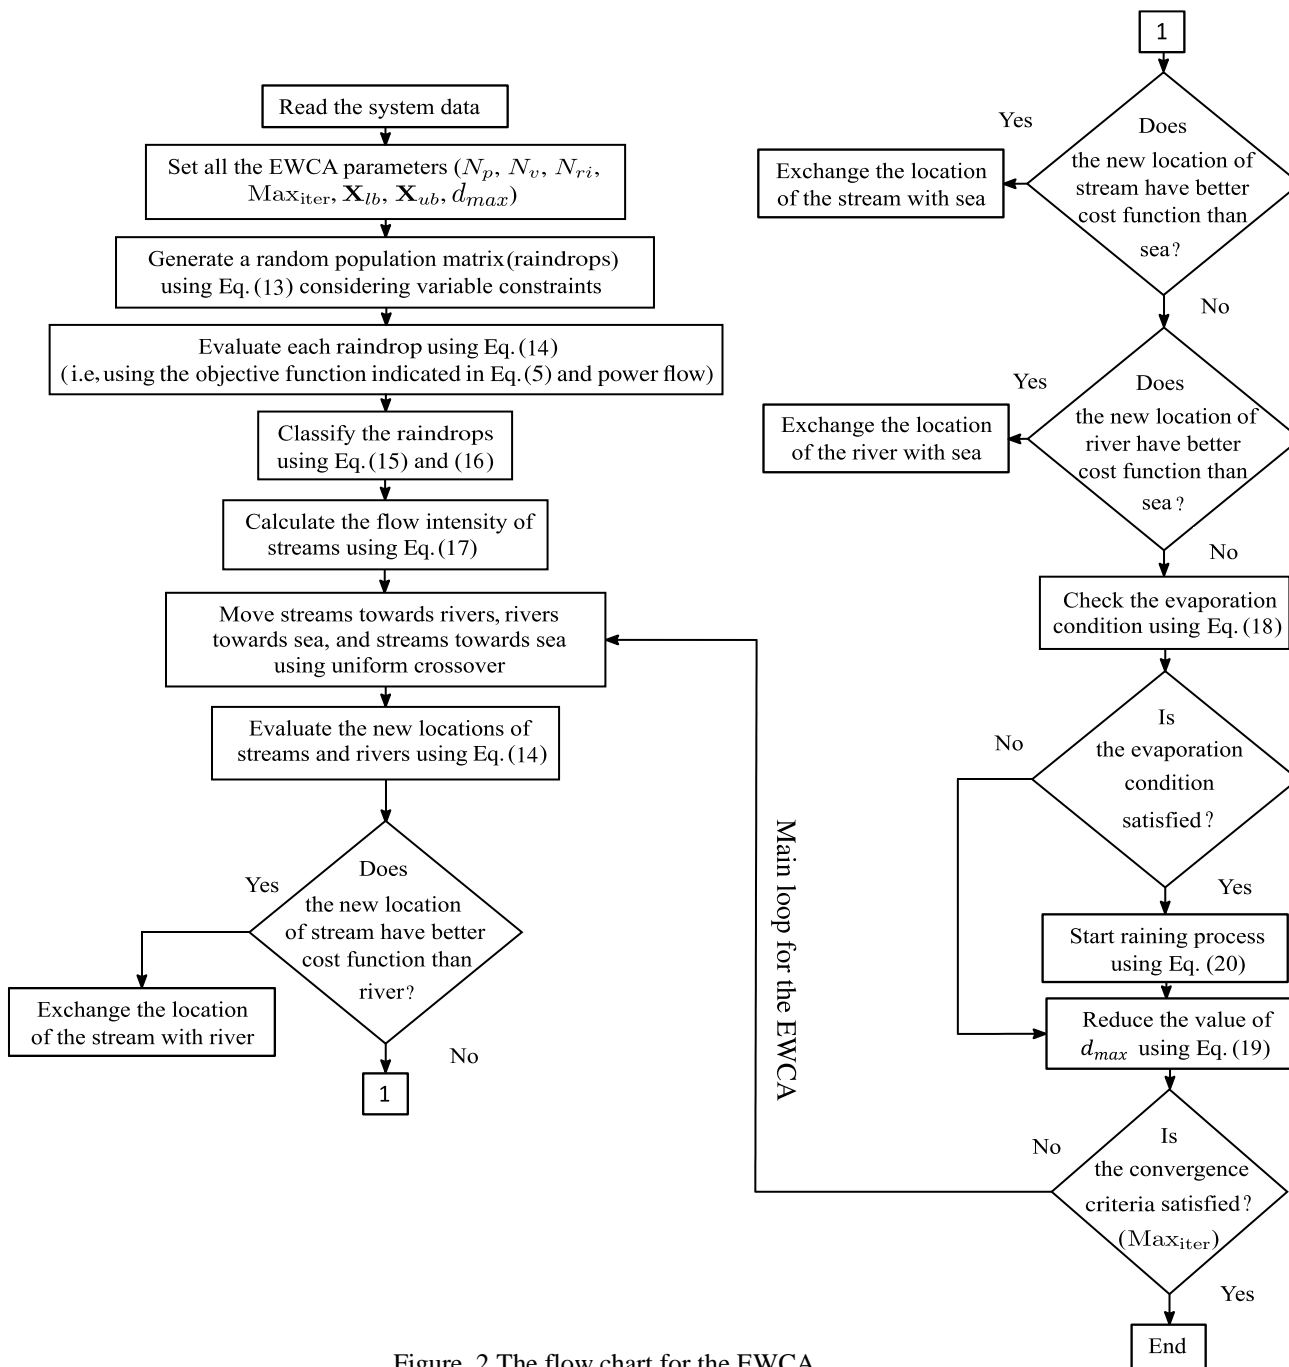 Read the system data
Set all the EWCA parameters (N_p, N_v, N_ri,
Max_iter, X_lb, X_ub, d_max)
Generate a random population matrix(raindrops)
using Eq. (13) considering variable constraints
Evaluate each raindrop using Eq. (14)
(i.e, using the objective function indicated in Eq. (5) and power flow)
Classify the raindrops
using Eq. (15) and (16)
Calculate the flow intensity of
streams using Eq. (17)
Move streams towards rivers, rivers
towards sea, and streams towards sea
using uniform crossover
Evaluate the new locations of
streams and rivers using Eq. (14)
Does
the new location
of stream have better
cost function than
river?
Yes
Exchange the location
of the stream with river
No
1
Main loop for the EWCA
1
Does
the new location of
stream have better
cost function than
sea?
Yes
Exchange the location
of the stream with sea
No
Does
the new location of
river have better
cost function than
sea?
Yes
Exchange the location
of the river with sea
No
Check the evaporation
condition using Eq. (18)
Is
the evaporation
condition
satisfied?
No
Yes
Start raining process
using Eq. (20)
Reduce the value of
d_max using Eq. (19)
Is
the convergence
criteria satisfied?
(Max_iter)
No
Yes
End
Figure. 2 The flow chart for the EWCA